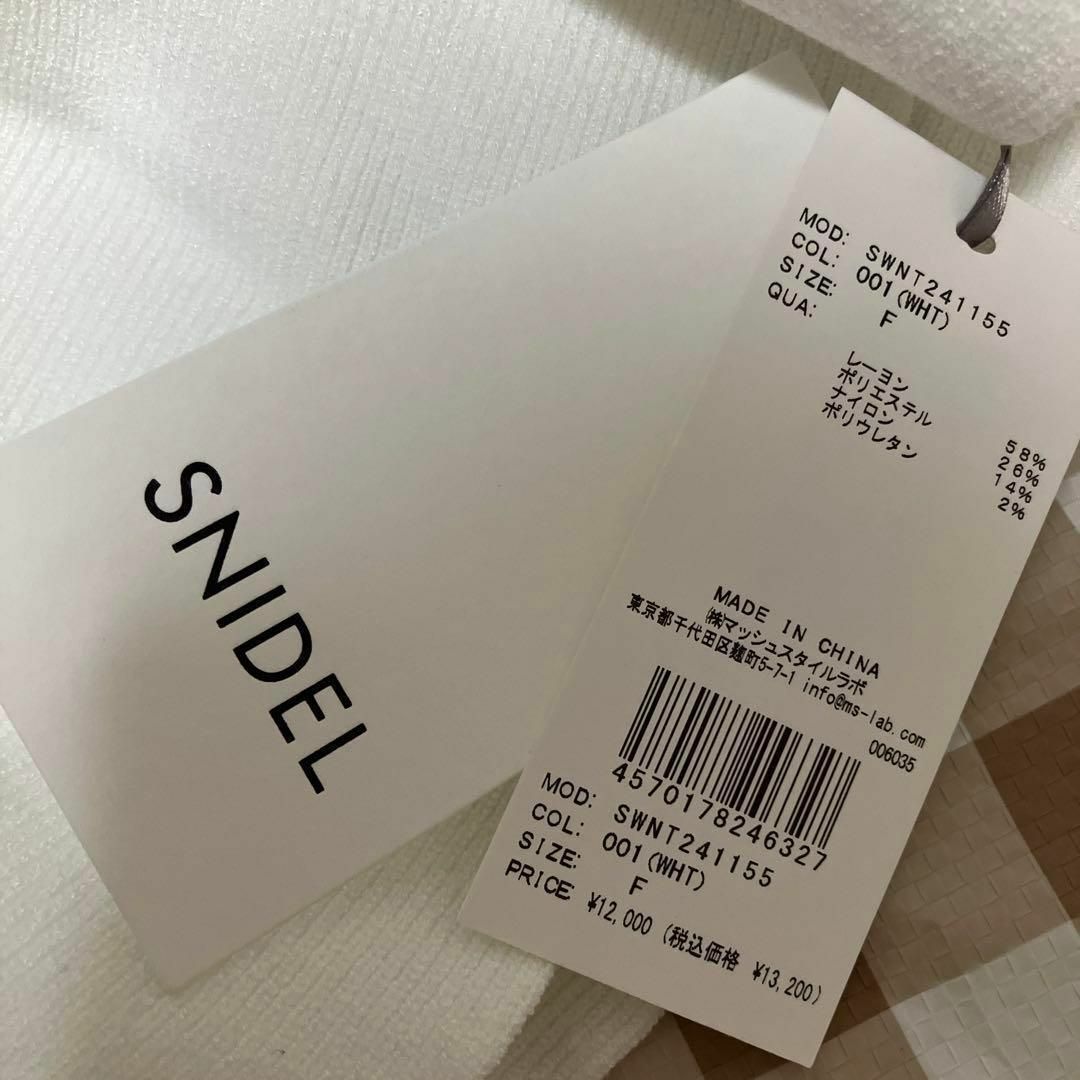 SNIDEL
MOD: SWNT241155
COL: 001(WHT)
SIZE: F
QUA:
レーヨン 58%
ポリエステル 26%
ナイロン 14%
ポリウレタン 2%
MADE IN CHINA
㈱マッシュスタイルラボ
東京都千代田区麹町5-7-1 info@ms-lab.com
006035
4570178246327
MOD: SWNT241155
COL: 001(WHT)
SIZE: F
PRICE: ¥12,000 (税込価格 ¥13,200)